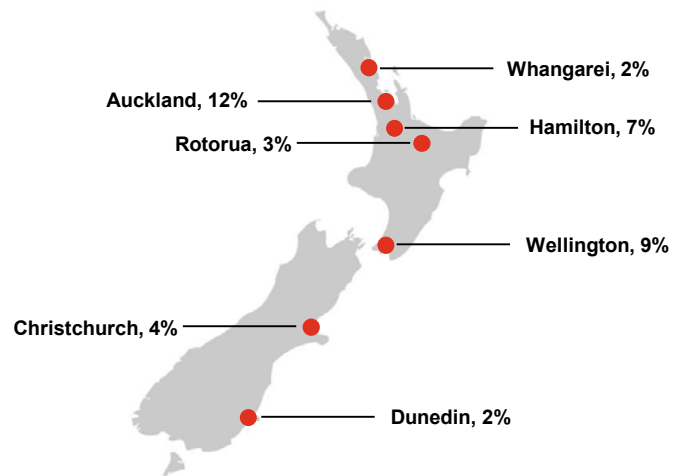 Whangarei, 2%
Auckland, 12%
Hamilton, 7%
Rotorua, 3%
Wellington, 9%
Christchurch, 4%
Dunedin, 2%